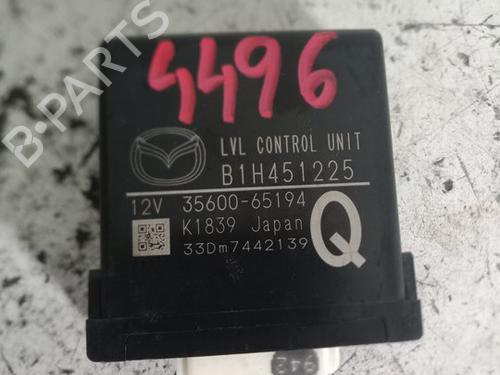 4496
B-PARTS
LVL CONTROL UNIT
B1H451225
12V 35600-65194
K1839 Japan
33Dm7442139
Q